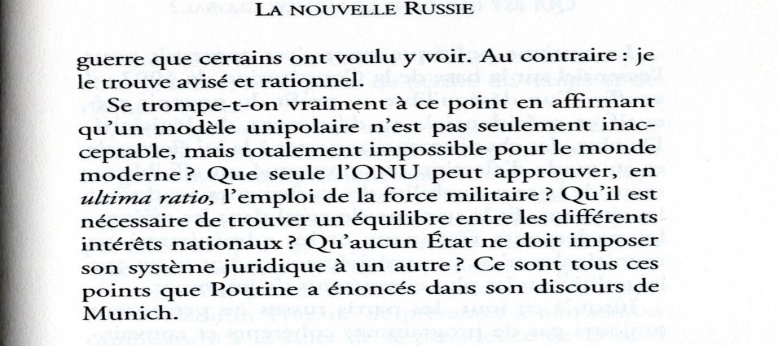 LA NOUVELLE RUSSIE
guerre que certains ont voulu y voir. Au contraire : je
le trouve avisé et rationnel.
Se trompe-t-on vraiment à ce point en affirmant
qu'un modèle unipolaire n'est pas seulement inac-
ceptable, mais totalement impossible pour le monde
moderne ? Que seule l'ONU peut approuver, en
ultima ratio, l'emploi de la force militaire ? Qu'il est
nécessaire de trouver un équilibre entre les différents
intérêts nationaux ? Qu'aucun État ne doit imposer
son système juridique à un autre ? Ce sont tous ces
points que Poutine a énoncés dans son discours de
Munich.